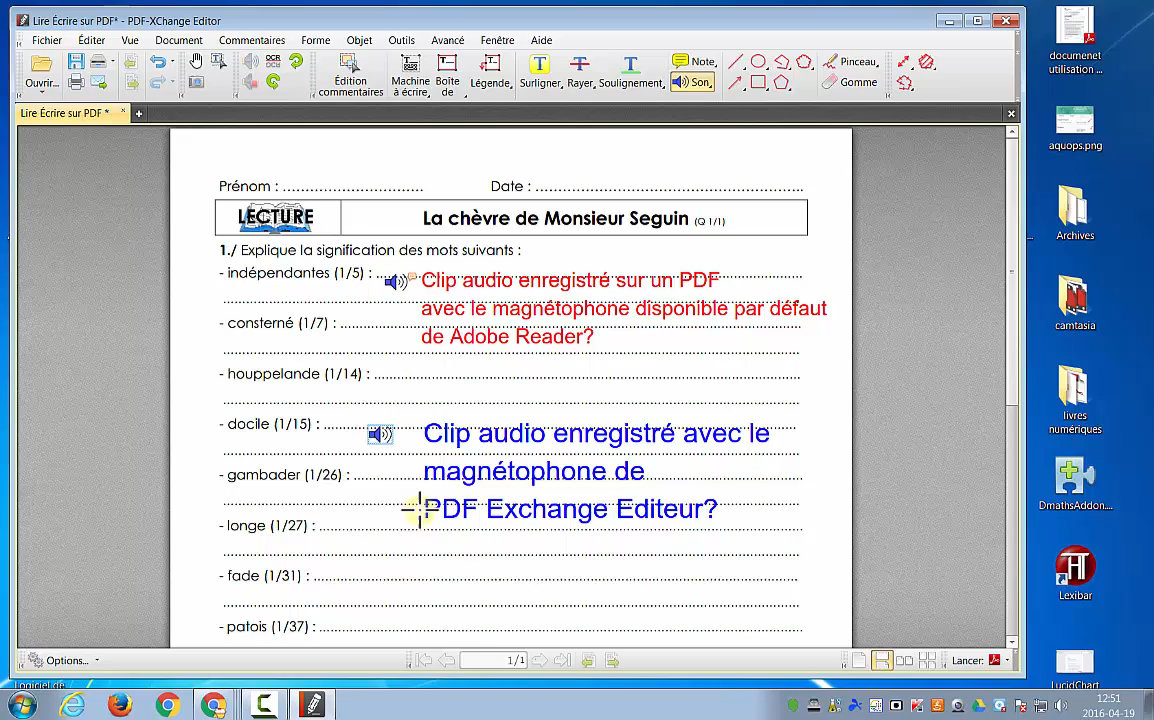 Lire Écrire sur PDF* - PDF-XChange Editor
Fichier Éditer Vue Document Commentaires Forme Objet Outils Avancé Fenêtre Aide
Ouvrir...
OCR
Édition commentaires
Machine à écrire,
Boîte de
Légende,
Surligner,
Rayer,
Soulignement,
Note,
Son,
Pinceau,
Gomme
Lire Écrire sur PDF *
Prénom : ............................... Date : ...........................................................
LECTURE
La chèvre de Monsieur Seguin (Q 1/1)
1./ Explique la signification des mots suivants :
- indépendantes (1/5) :
Clip audio enregistré sur un PDF
avec le magnétophone disponible par défaut
- consterné (1/7) :
de Adobe Reader?
- houppelande (1/14) :
- docile (1/15) :
Clip audio enregistré avec le
magnétophone de
- gambader (1/26) :
PDF Exchange Editeur?
- longe (1/27) :
- fade (1/31) :
- patois (1/37) :
Options...
1/1
Lancer:
documenet
utilisation ...
aquops.png
Archives
camtasia
livres
numériques
DmathsAddon....
Lexibar
LucidChart
Logiciel de
12:51
2016-04-19